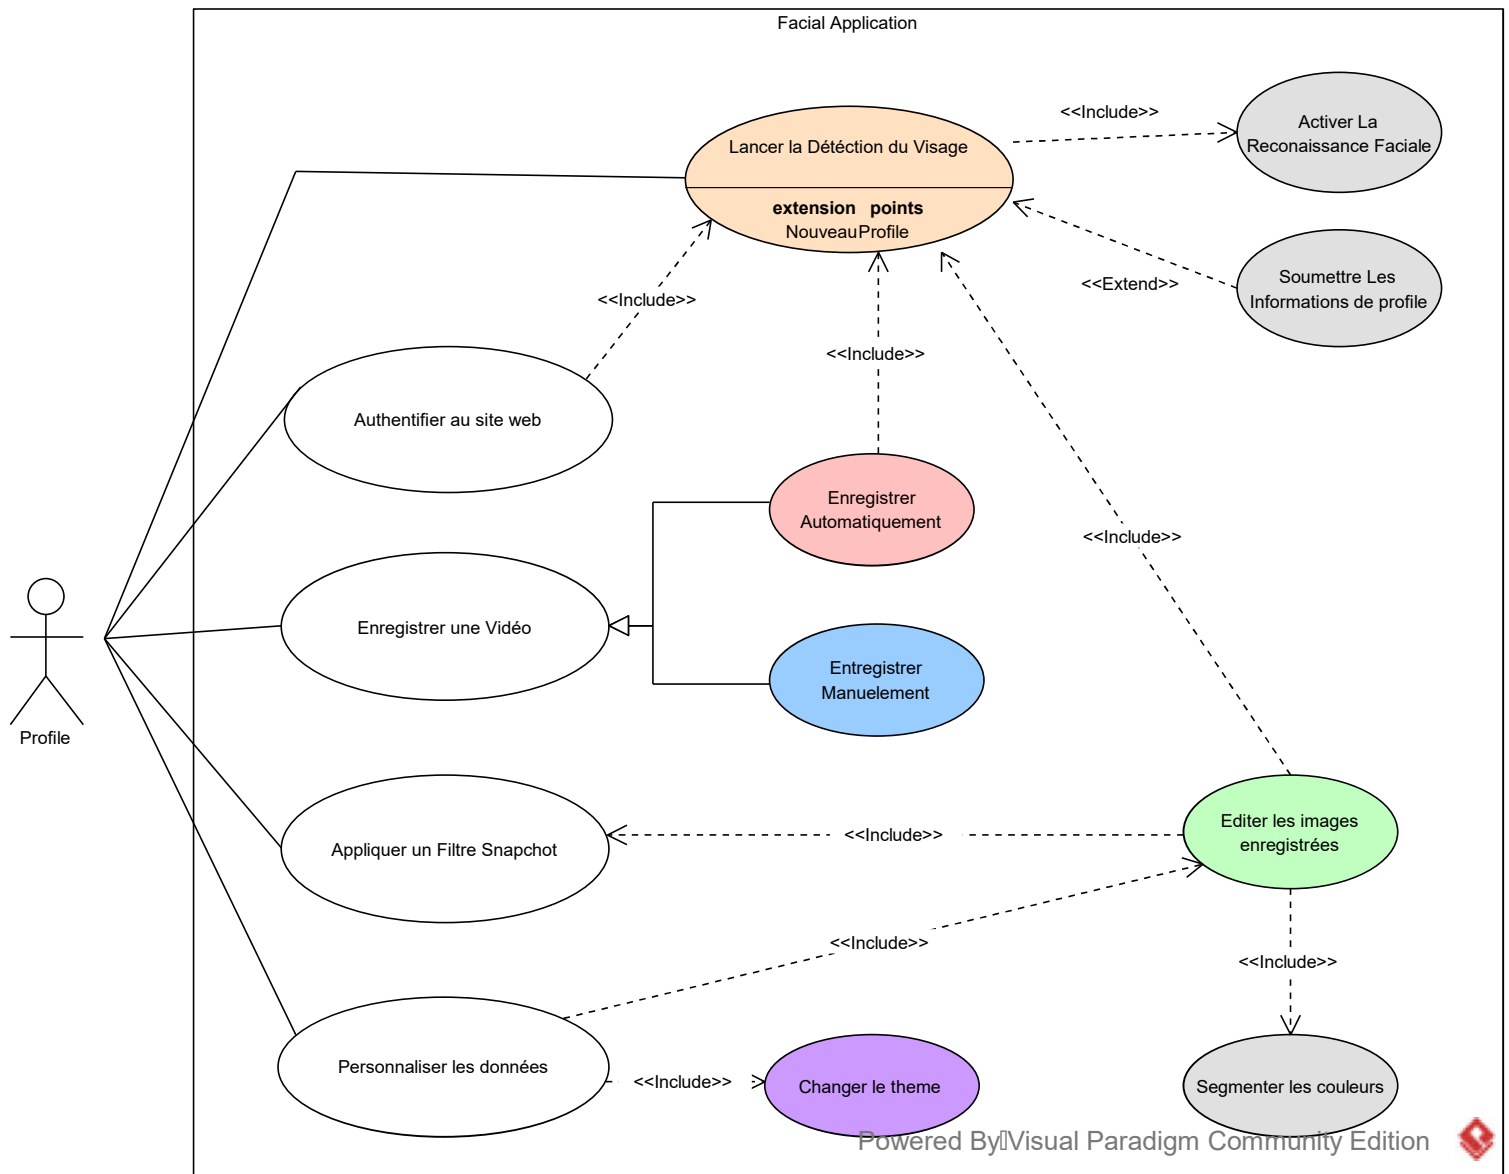 Facial Application
<<Include>>
Activer La
Reconaissance Faciale
Lancer la Détéction du Visage
extension points
NouveauProfile
<<Include>>
<<Extend>>
Soumettre Les
Informations de profile
<<Include>>
Authentifier au site web
Enregistrer
Automatiquement
<<Include>>
Enregistrer une Vidéo
Entregistrer
Manuelement
Profile
Appliquer un Filtre Snapchot
<<Include>>
Editer les images
enregistrées
<<Include>>
<<Include>>
Personnaliser les données
<<Include>>
Changer le theme
Segmenter les couleurs
Powered By Visual Paradigm Community Edition